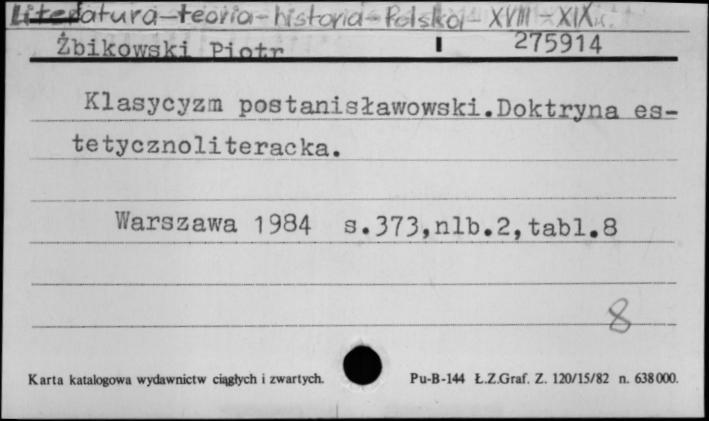 Literatura-teoria-historia-Polska-XVIII-XIXw.
Żbikowski Piotr 275914
Klasycyzm postanisławowski.Doktryna es-
tetycznoliteracka.
Warszawa 1984 s.373,nlb.2,tabl.8
8
Karta katalogowa wydawnictw ciągłych i zwartych. Pu-B-144 Ł.Z.Graf. Z. 120/15/82 n. 638000.